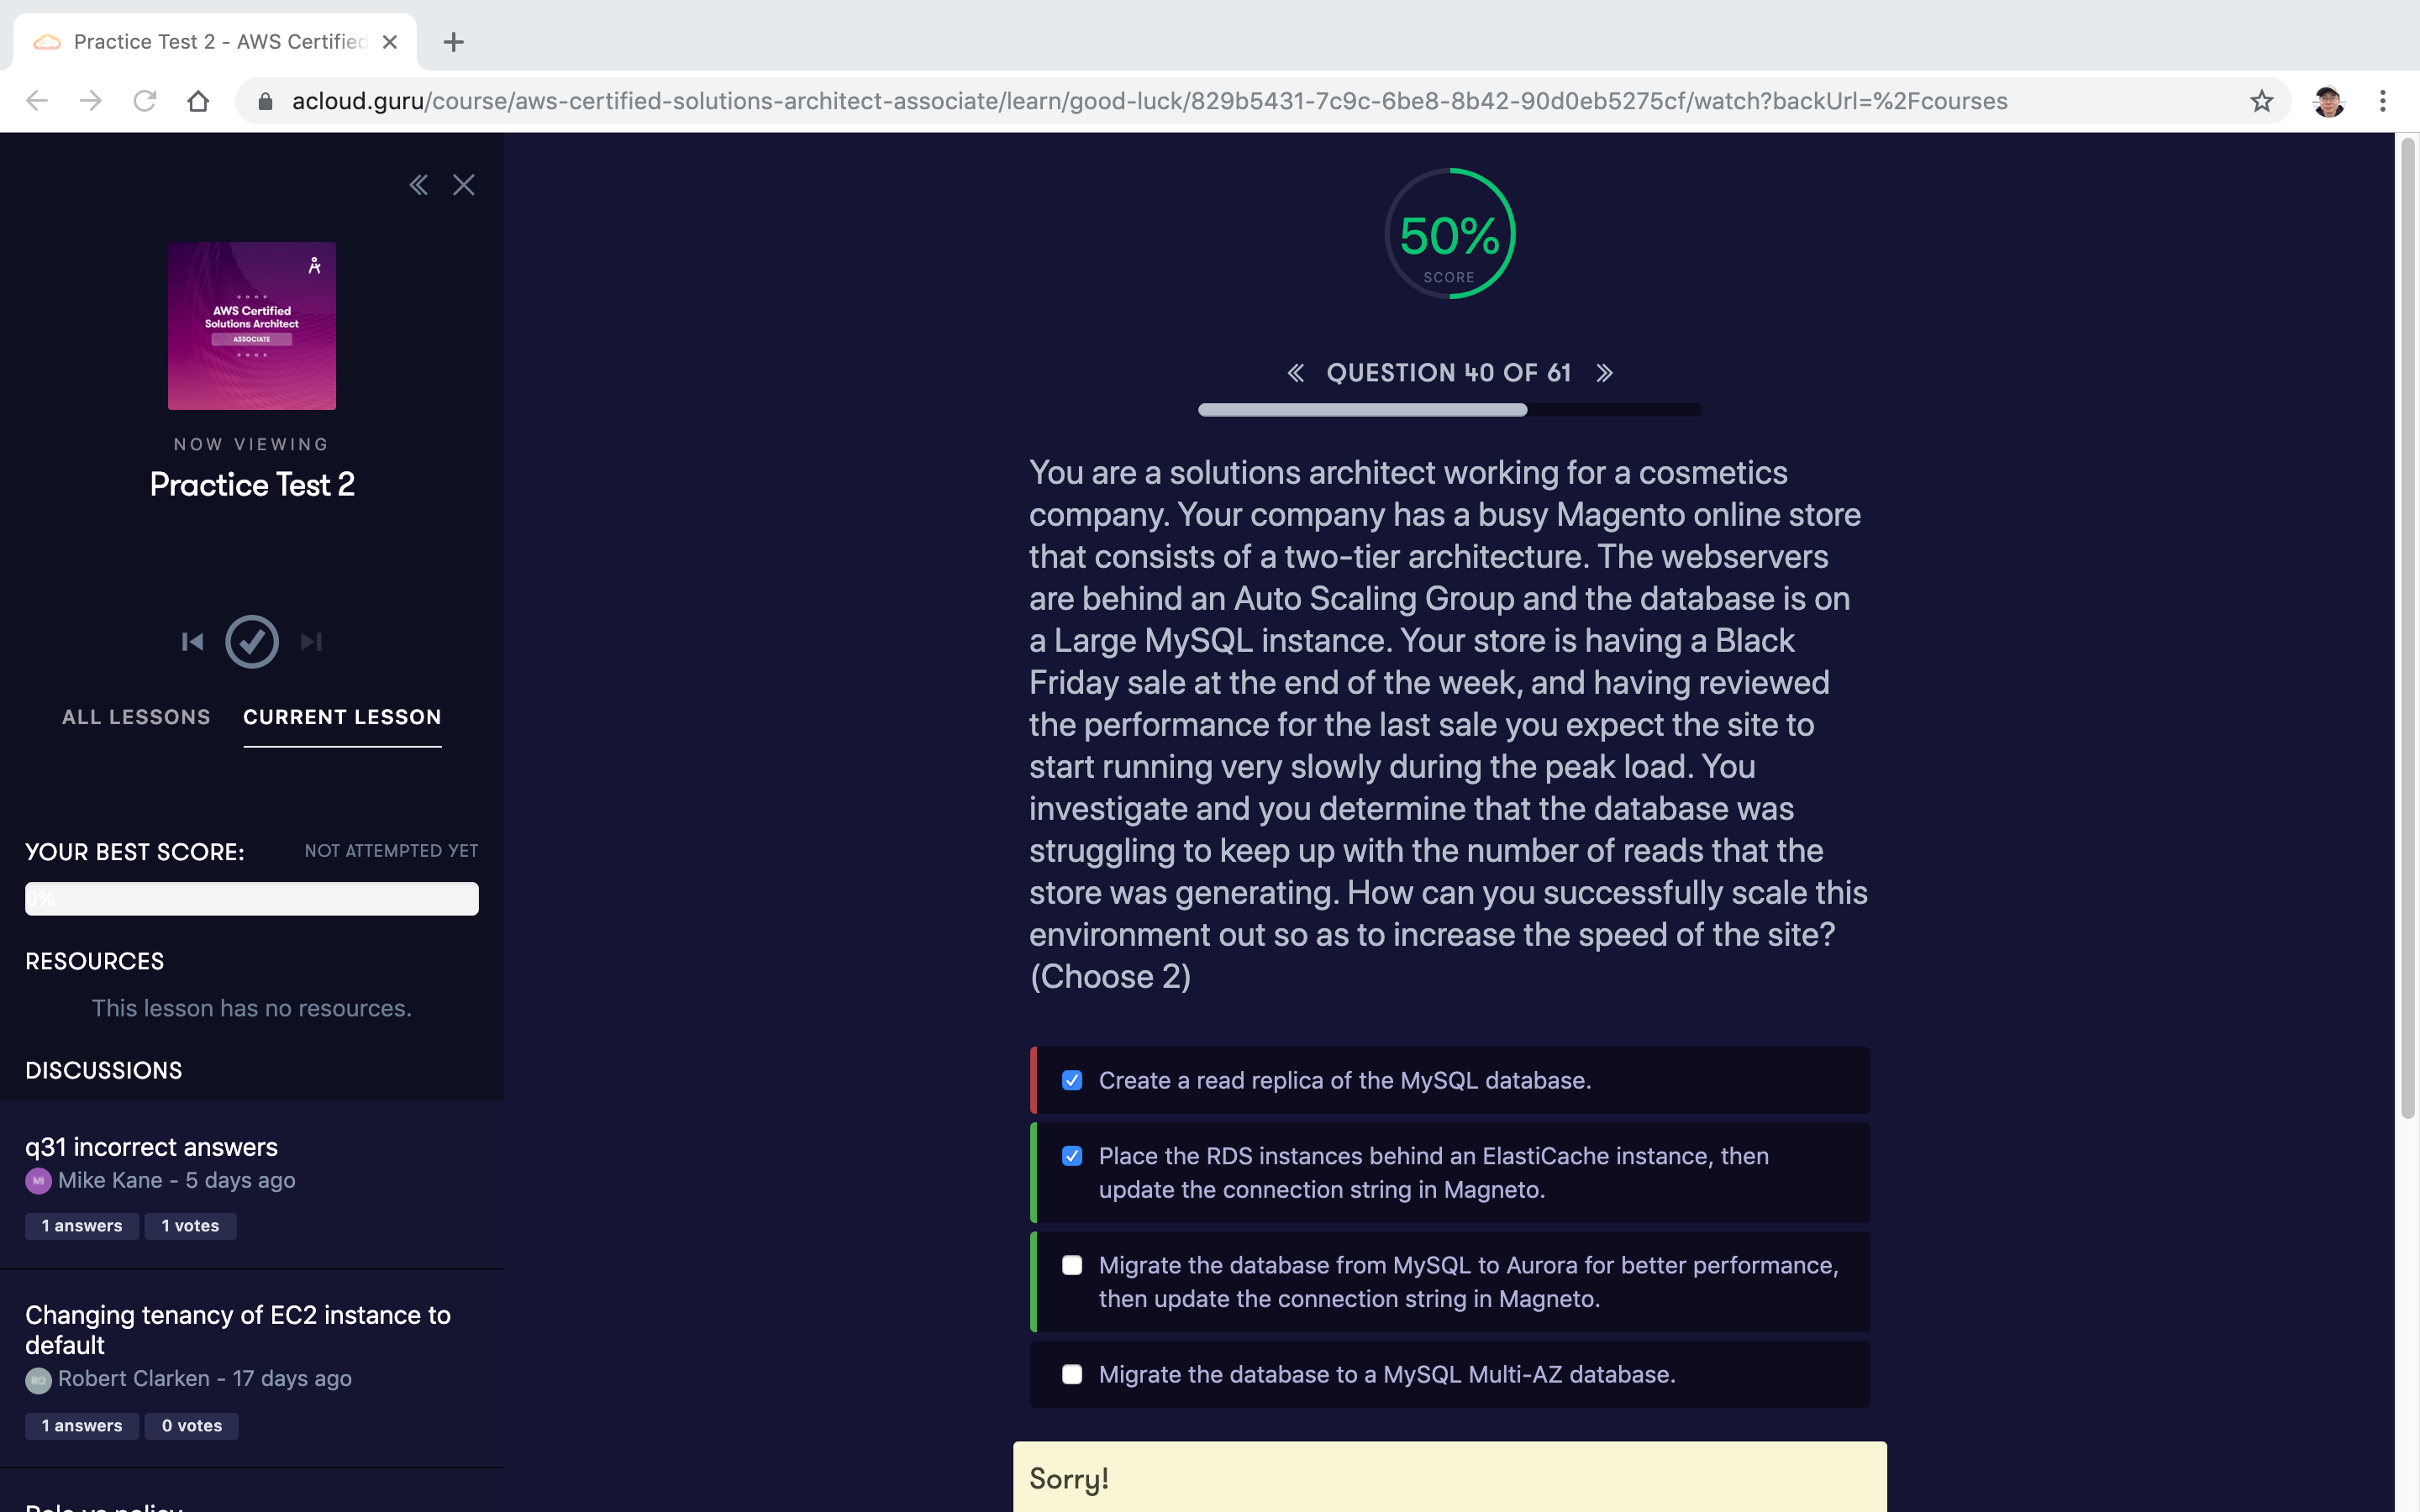 Practice Test 2 - AWS Certified
acloud.guru/course/aws-certified-solutions-architect-associate/learn/good-luck/829b5431-7c9c-6be8-8b42-90d0eb5275cf/watch?backUrl=%2Fcourses
AWS Certified
Solutions Architect
ASSOCIATE
NOW VIEWING
Practice Test 2
ALL LESSONS
CURRENT LESSON
YOUR BEST SCORE:
NOT ATTEMPTED YET
0%
RESOURCES
This lesson has no resources.
DISCUSSIONS
q31 incorrect answers
MI
Mike Kane - 5 days ago
1 answers
1 votes
Changing tenancy of EC2 instance to
default
RO
Robert Clarken - 17 days ago
1 answers
0 votes
Role vs policy
50%
SCORE
QUESTION 40 OF 61
You are a solutions architect working for a cosmetics
company. Your company has a busy Magento online store
that consists of a two-tier architecture. The webservers
are behind an Auto Scaling Group and the database is on
a Large MySQL instance. Your store is having a Black
Friday sale at the end of the week, and having reviewed
the performance for the last sale you expect the site to
start running very slowly during the peak load. You
investigate and you determine that the database was
struggling to keep up with the number of reads that the
store was generating. How can you successfully scale this
environment out so as to increase the speed of the site?
(Choose 2)
Create a read replica of the MySQL database.
Place the RDS instances behind an ElastiCache instance, then
update the connection string in Magneto.
Migrate the database from MySQL to Aurora for better performance,
then update the connection string in Magneto.
Migrate the database to a MySQL Multi-AZ database.
Sorry!